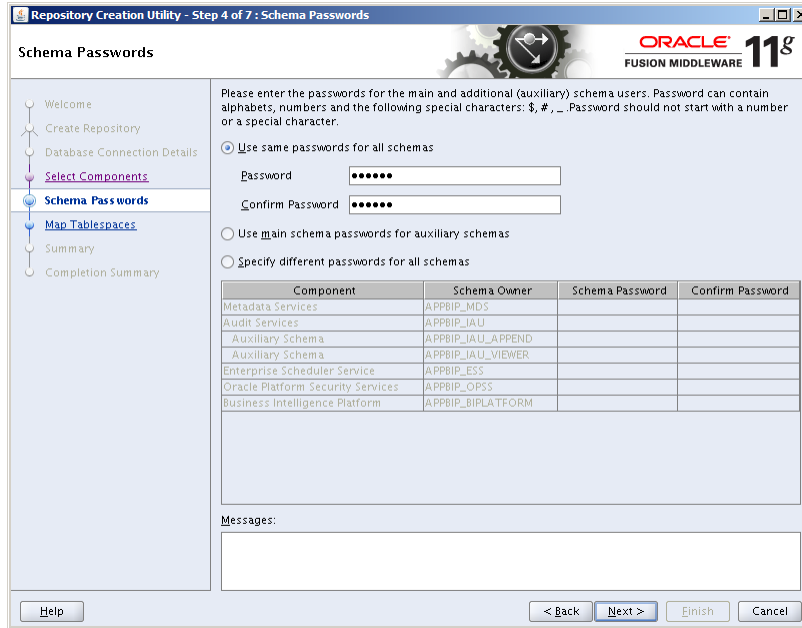 Repository Creation Utility - Step 4 of 7 : Schema Passwords
Schema Passwords
ORACLE
FUSION MIDDLEWARE
11g
Welcome
Create Repository
Database Connection Details
Select Components
Schema Passwords
Map Tablespaces
Summary
Completion Summary
Please enter the passwords for the main and additional (auxiliary) schema users. Password can contain
alphabets, numbers and the following special characters: $, # , _ .Password should not start with a number
or a special character.
Use same passwords for all schemas
Password ••••••
Confirm Password ••••••
Use main schema passwords for auxiliary schemas
Specify different passwords for all schemas
Component Schema Owner Schema Password Confirm Password
Metadata Services APPBIP_MDS
Audit Services APPBIP_IAU
Auxiliary Schema APPBIP_IAU_APPEND
Auxiliary Schema APPBIP_IAU_VIEWER
Enterprise Scheduler Service APPBIP_ESS
Oracle Platform Security Services APPBIP_OPSS
Business Intelligence Platform APPBIP_BIPLATFORM
Messages:
Help < Back Next > Finish Cancel